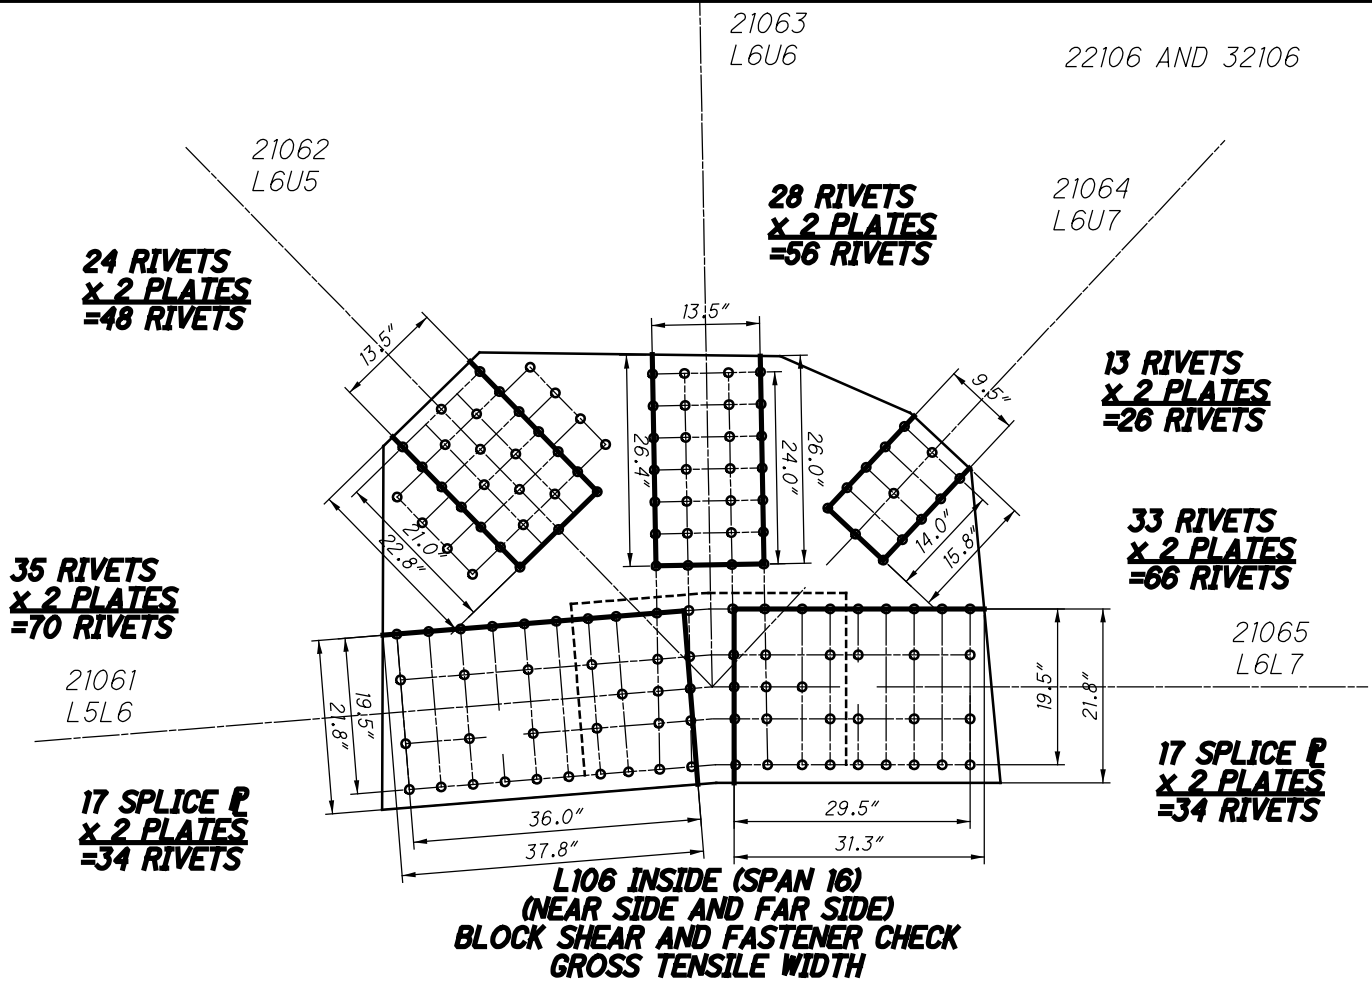 21063
L6U6
22106 AND 32106
21062
L6U5
21064
L6U7
28 RIVETS
x 2 PLATES
=56 RIVETS
24 RIVETS
x 2 PLATES
=48 RIVETS
13.5"
13.5"
9.5"
13 RIVETS
x 2 PLATES
=26 RIVETS
26.4"
24.0"
26.0"
21.0"
22.8"
14.0"
15.8"
33 RIVETS
x 2 PLATES
=66 RIVETS
35 RIVETS
x 2 PLATES
=70 RIVETS
21065
L6L7
21061
L5L6
19.5"
21.8"
19.5"
21.8"
17 SPLICE ⅊
x 2 PLATES
=34 RIVETS
17 SPLICE ⅊
x 2 PLATES
=34 RIVETS
36.0"
37.8"
29.5"
31.3"
L106 INSIDE (SPAN 16)
(NEAR SIDE AND FAR SIDE)
BLOCK SHEAR AND FASTENER CHECK
GROSS TENSILE WIDTH